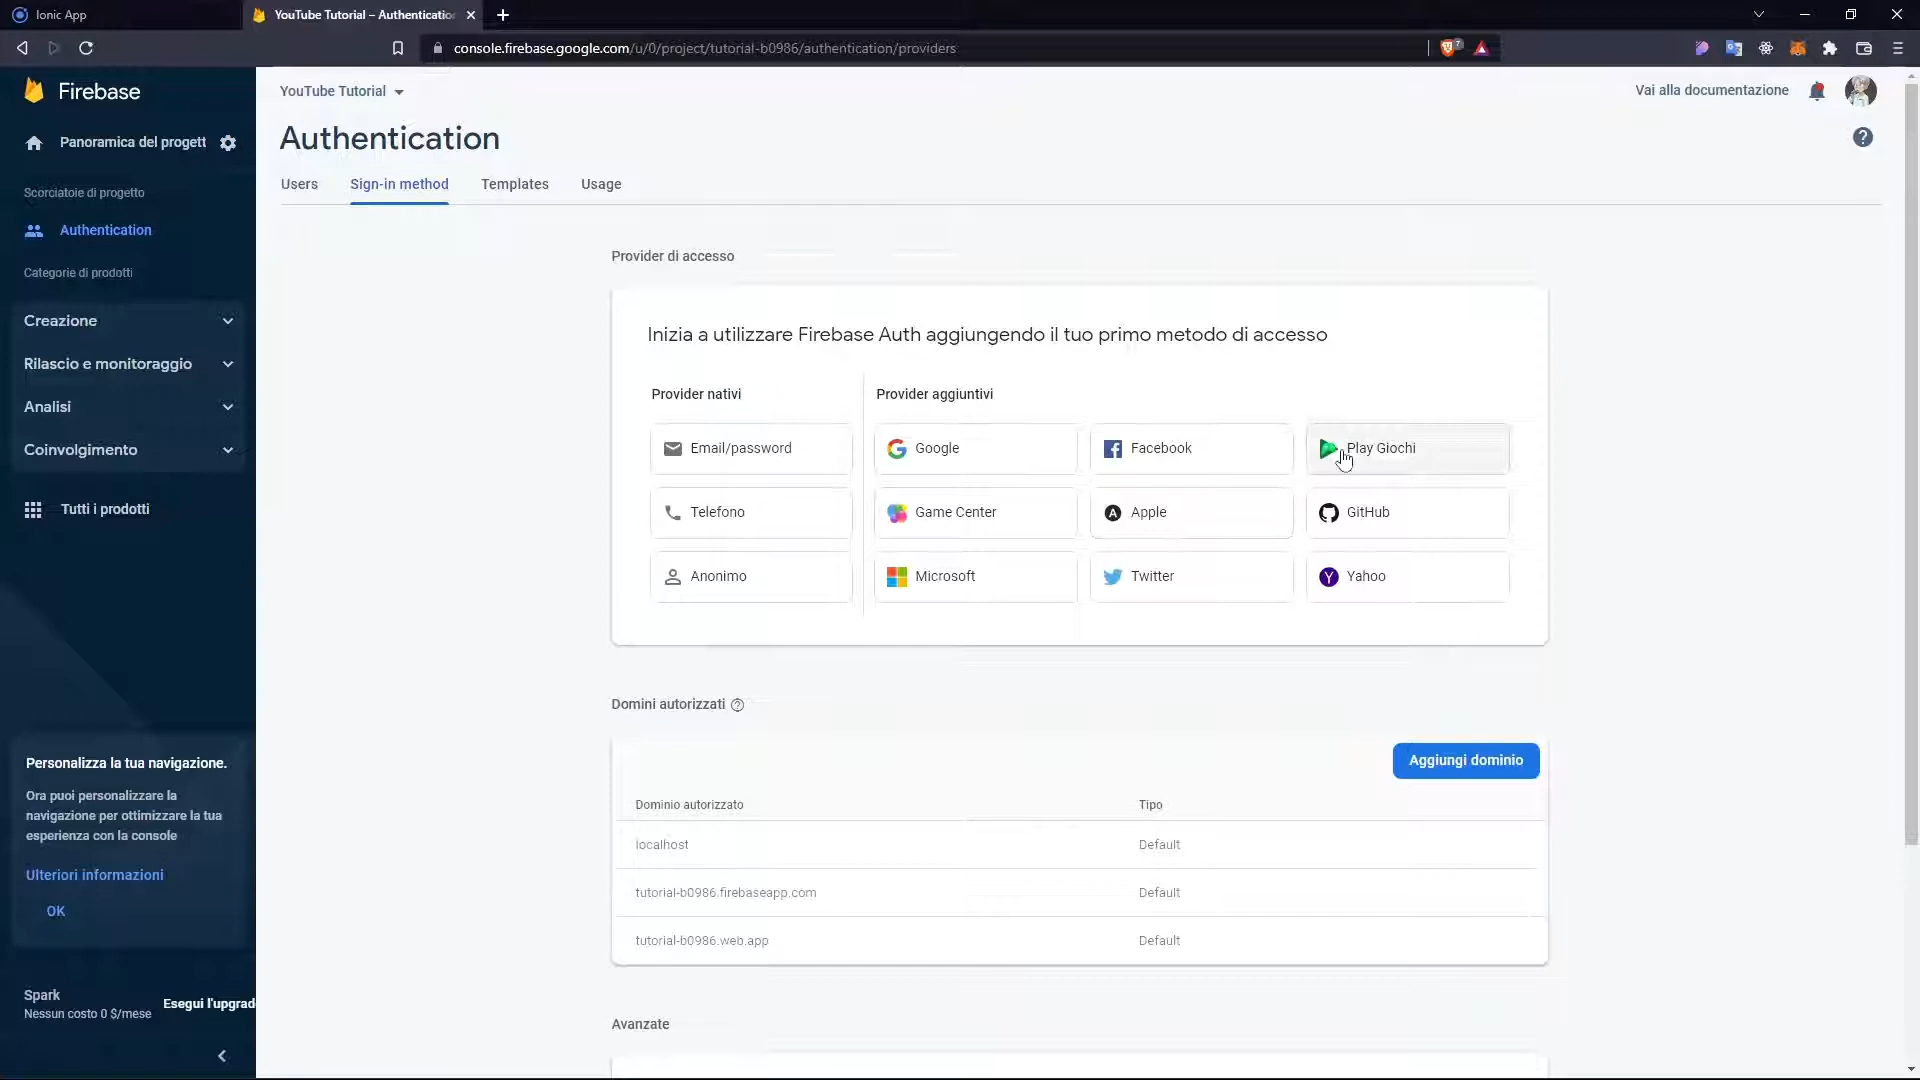 Ionic App
YouTube Tutorial – Authenticatio
console.firebase.google.com/u/0/project/tutorial-b0986/authentication/providers
Firebase
YouTube Tutorial
Vai alla documentazione
Panoramica del progett
Authentication
Scorciatoie di progetto
Users
Sign-in method
Templates
Usage
Authentication
Categorie di prodotti
Provider di accesso
Creazione
Rilascio e monitoraggio
Analisi
Coinvolgimento
Tutti i prodotti
Inizia a utilizzare Firebase Auth aggiungendo il tuo primo metodo di accesso
Provider nativi
Provider aggiuntivi
Email/password
Google
Facebook
Play Giochi
Telefono
Game Center
Apple
GitHub
Anonimo
Microsoft
Twitter
Yahoo
Domini autorizzati
Aggiungi dominio
Dominio autorizzato
Tipo
localhost
Default
tutorial-b0986.firebaseapp.com
Default
tutorial-b0986.web.app
Default
Avanzate
Personalizza la tua navigazione.
Ora puoi personalizzare la
navigazione per ottimizzare la tua
esperienza con la console
Ulteriori informazioni
OK
Spark
Nessun costo 0 $/mese
Esegui l'upgrad